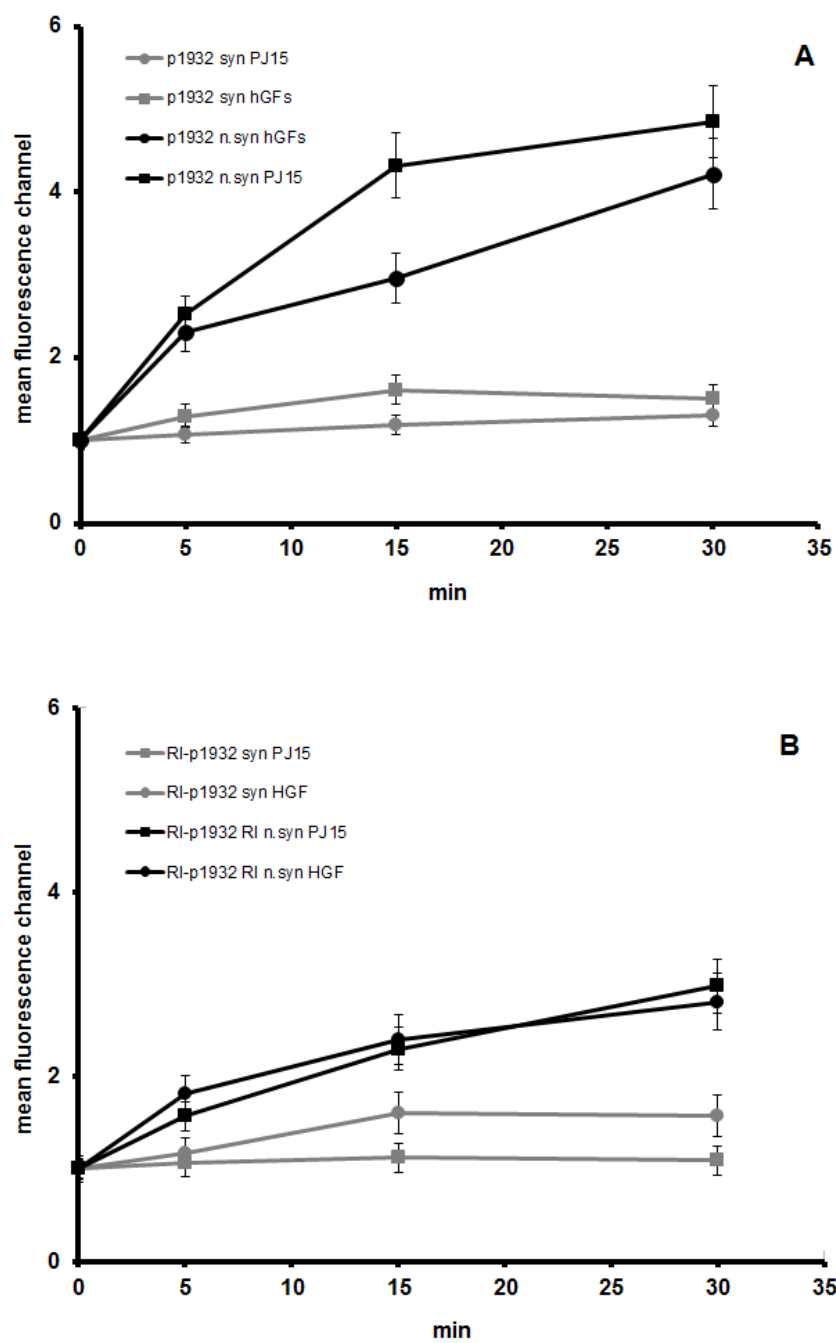 6
A
p1932 syn PJ15
p1932 syn hGFs
p1932 n.syn hGFs
p1932 n.syn PJ15
4
2
0
mean fluorescence channel
0 5 10 15 20 25 30 35
min
6
B
RI-p1932 syn PJ15
RI-p1932 syn HGF
RI-p1932 RI n.syn PJ15
RI-p1932 RI n.syn HGF
4
2
0
mean fluorescence channel
0 5 10 15 20 25 30 35
min